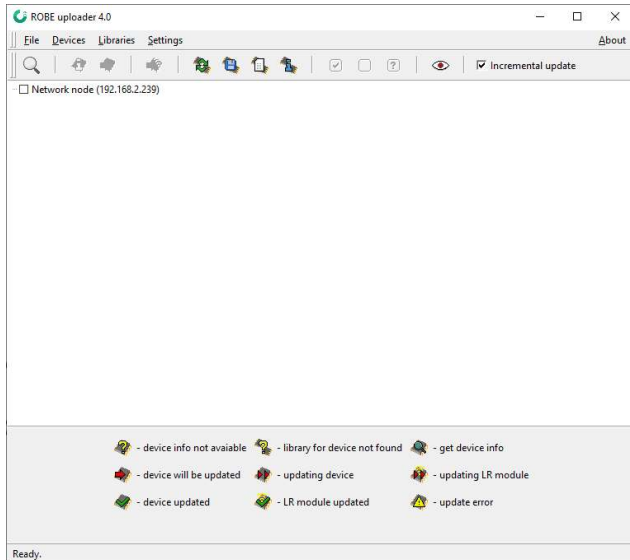 ROBE uploader 4.0
File Devices Libraries Settings About
Incremental update
Network node (192.168.2.239)
- device info not avaiable - library for device not found - get device info
- device will be updated - updating device - updating LR module
- device updated - LR module updated - update error
Ready.